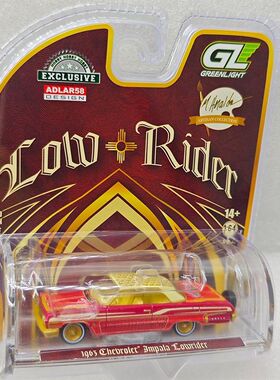 EXCLUSIVE
ADLAR58
DESIGN
GL
GREENLIGHT
Low Rider
14+
1:64
1963 Chevrolet Impala Lowrider